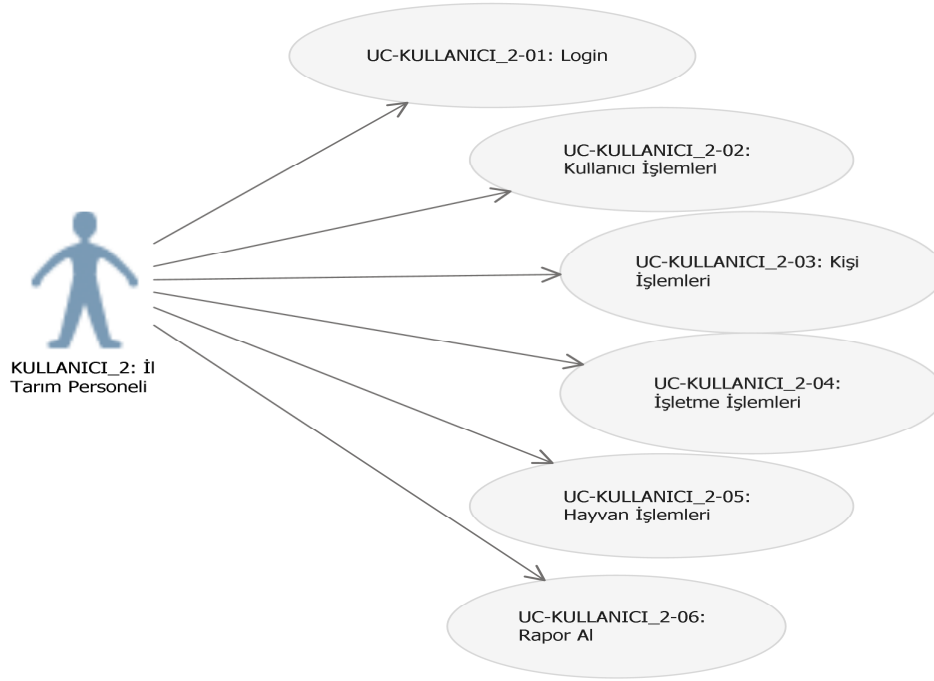 UC-KULLANICI_2-01: Login
UC-KULLANICI_2-02:
Kullanıcı İşlemleri
UC-KULLANICI_2-03: Kişi
İşlemleri
KULLANICI_2: İl
Tarım Personeli
UC-KULLANICI_2-04:
İşletme İşlemleri
UC-KULLANICI_2-05:
Hayvan İşlemleri
UC-KULLANICI_2-06:
Rapor Al